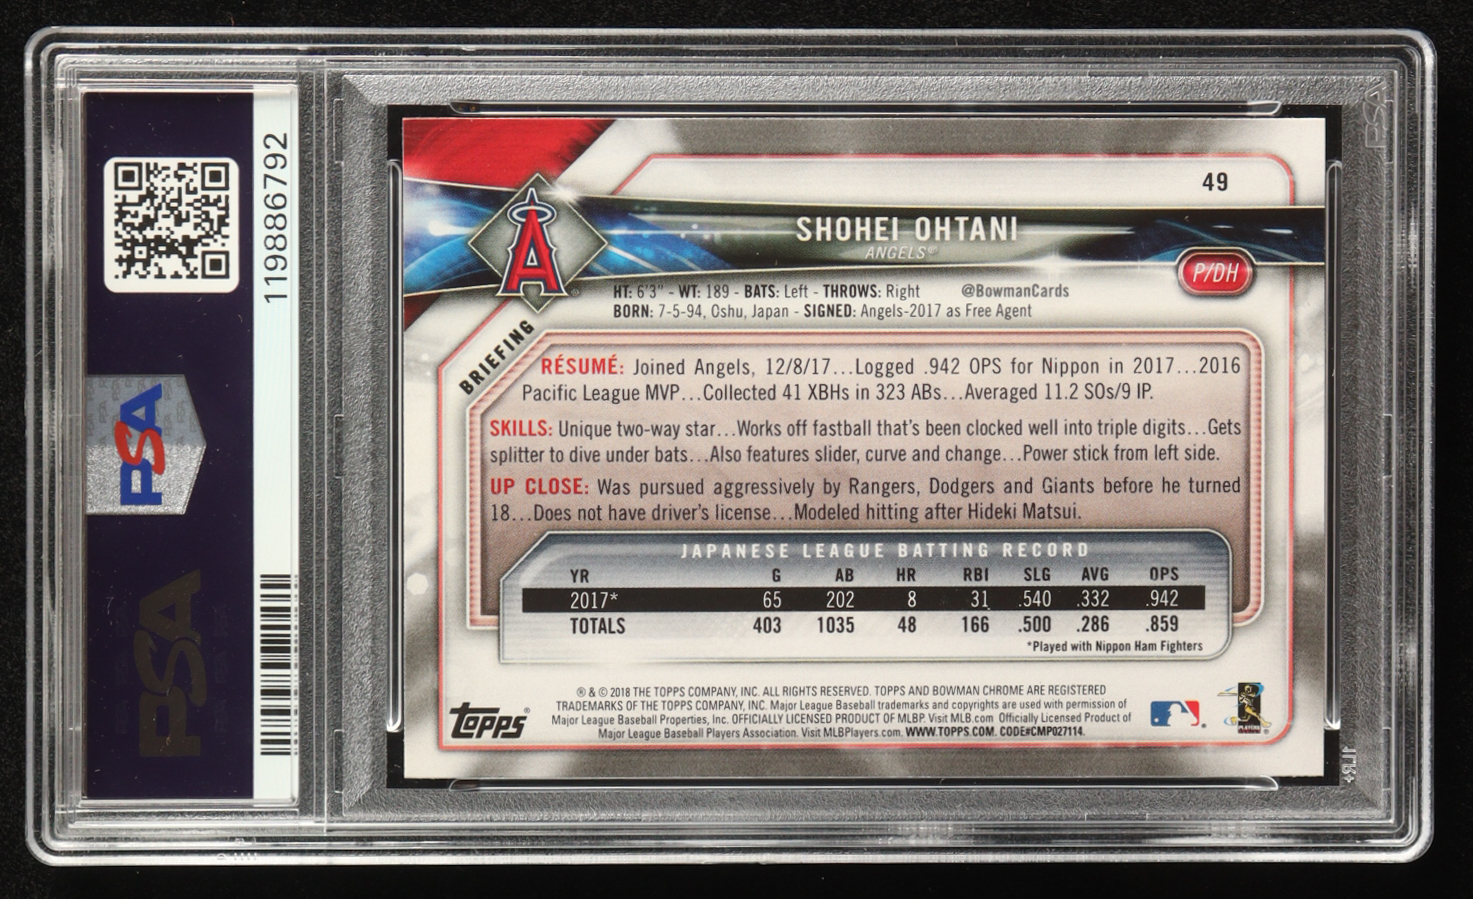 119886792
PSA
PSA
PSA
49
SHOHEI OHTANI
ANGELS®
A
P/DH
HT: 6'3" - WT: 189 - BATS: Left - THROWS: Right @BowmanCards
BORN: 7-5-94, Oshu, Japan - SIGNED: Angels-2017 as Free Agent
BRIEFING
RÉSUMÉ: Joined Angels, 12/8/17...Logged .942 OPS for Nippon in 2017...2016
Pacific League MVP...Collected 41 XBHs in 323 ABs...Averaged 11.2 SOs/9 IP.
SKILLS: Unique two-way star...Works off fastball that's been clocked well into triple digits...Gets
splitter to dive under bats...Also features slider, curve and change...Power stick from left side.
UP CLOSE: Was pursued aggressively by Rangers, Dodgers and Giants before he turned
18...Does not have driver's license...Modeled hitting after Hideki Matsui.
JAPANESE LEAGUE BATTING RECORD
YR G AB HR RBI SLG AVG OPS
2017* 65 202 8 31 .540 .332 .942
TOTALS 403 1035 48 166 .500 .286 .859
*Played with Nippon Ham Fighters
® & © 2018 THE TOPPS COMPANY, INC. ALL RIGHTS RESERVED. TOPPS AND BOWMAN CHROME ARE REGISTERED
TRADEMARKS OF THE TOPPS COMPANY, INC. Major League Baseball trademarks and copyrights are used with permission of
Major League Baseball Properties, Inc. OFFICIALLY LICENSED PRODUCT OF MLBP. Visit MLB.com Officially Licensed Product of
Major League Baseball Players Association. Visit MLBPlayers.com. WWW.TOPPS.COM. CODE#CMP027114.
TOPPS®